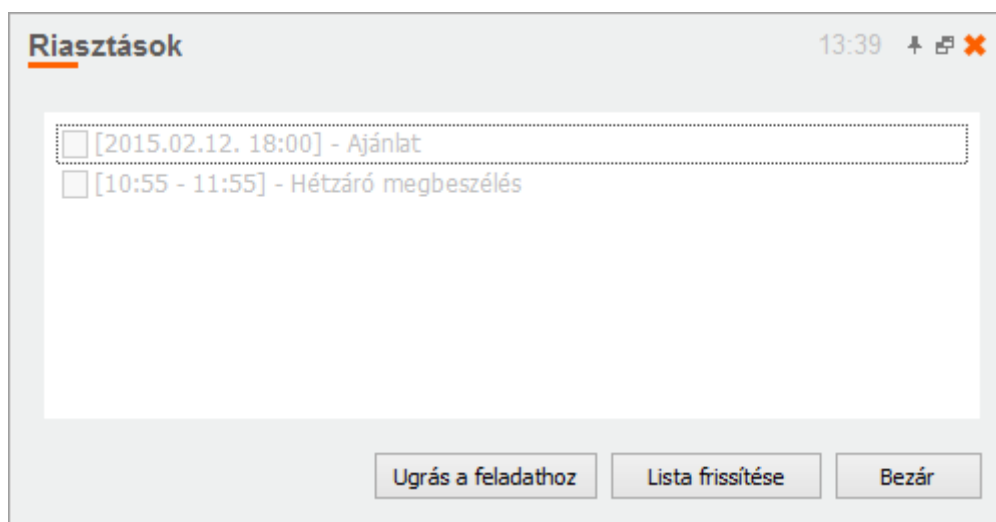 Riasztások
13:39
[2015.02.12. 18:00] - Ajánlat
[10:55 - 11:55] - Hétzáró megbeszélés
Ugrás a feladathoz
Lista frissítése
Bezár